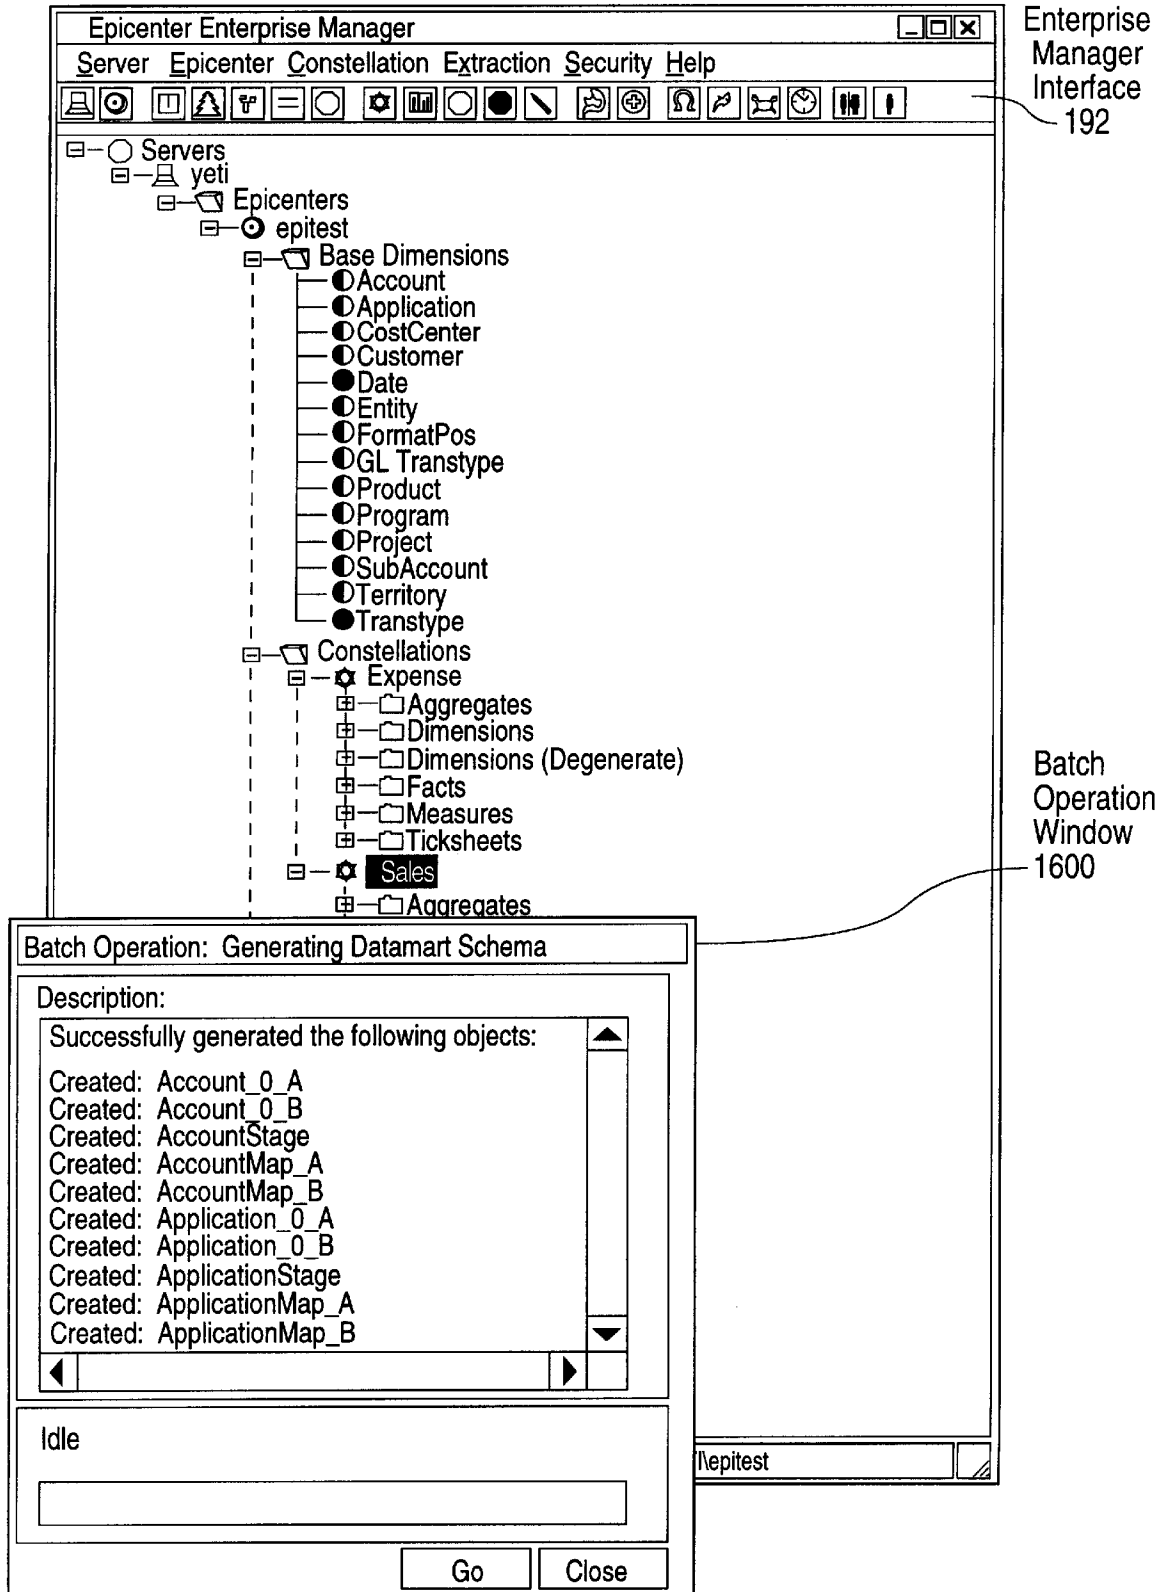 Epicenter Enterprise Manager
Server Epicenter Constellation Extraction Security Help
Enterprise
Manager
Interface
192
Servers
yeti
Epicenters
epitest
Base Dimensions
Account
Application
CostCenter
Customer
Date
Entity
FormatPos
GL Transtype
Product
Program
Project
SubAccount
Territory
Transtype
Constellations
Expense
Aggregates
Dimensions
Dimensions (Degenerate)
Facts
Measures
Ticksheets
Sales
Aggregates
Batch
Operation
Window
1600
Batch Operation: Generating Datamart Schema
Description:
Successfully generated the following objects:
Created: Account_0_A
Created: Account_0_B
Created: AccountStage
Created: AccountMap_A
Created: AccountMap_B
Created: Application_0_A
Created: Application_0_B
Created: ApplicationStage
Created: ApplicationMap_A
Created: ApplicationMap_B
Idle
\epitest
Go Close